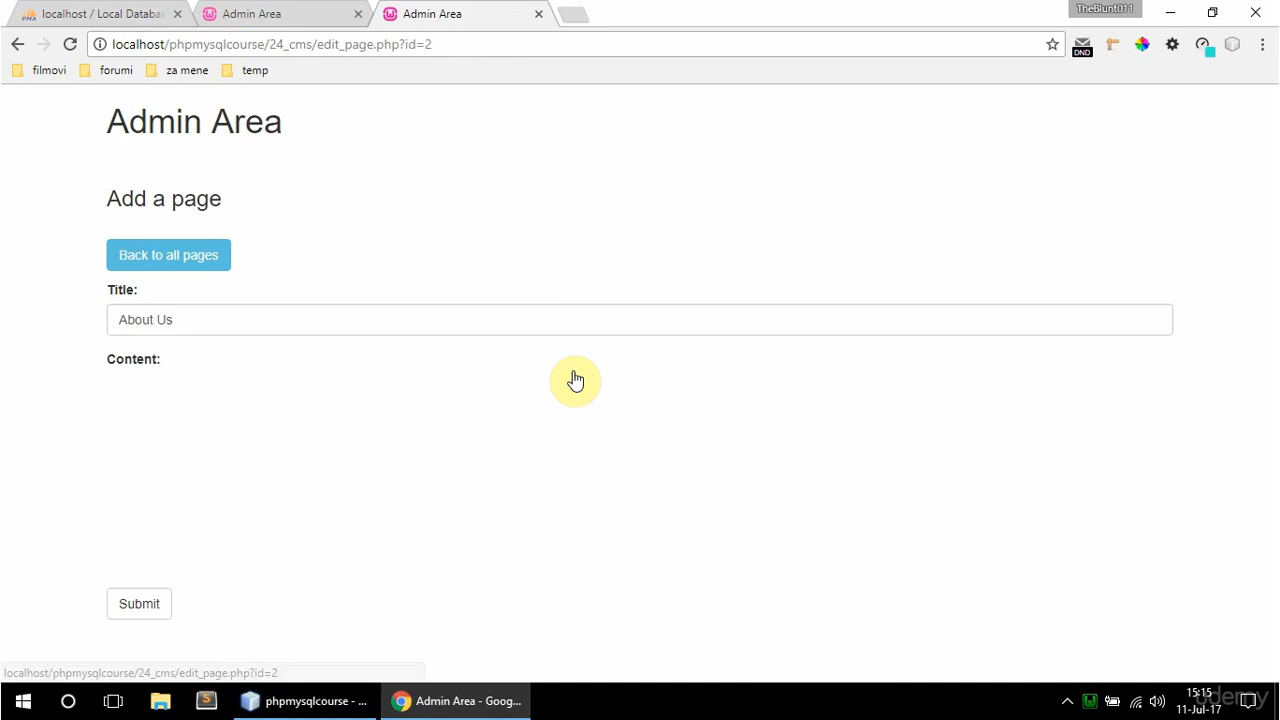 localhost / Local Databas
Admin Area
Admin Area
TheBlunt011
localhost/phpmysqlcourse/24_cms/edit_page.php?id=2
DND
filmovi
forumi
za mene
temp
Admin Area
Add a page
Back to all pages
Title:
About Us
Content:
Submit
localhost/phpmysqlcourse/24_cms/edit_page.php?id=2
phpmysqlcourse - ...
Admin Area - Goog...
15:15
11-Jul-17
udemy